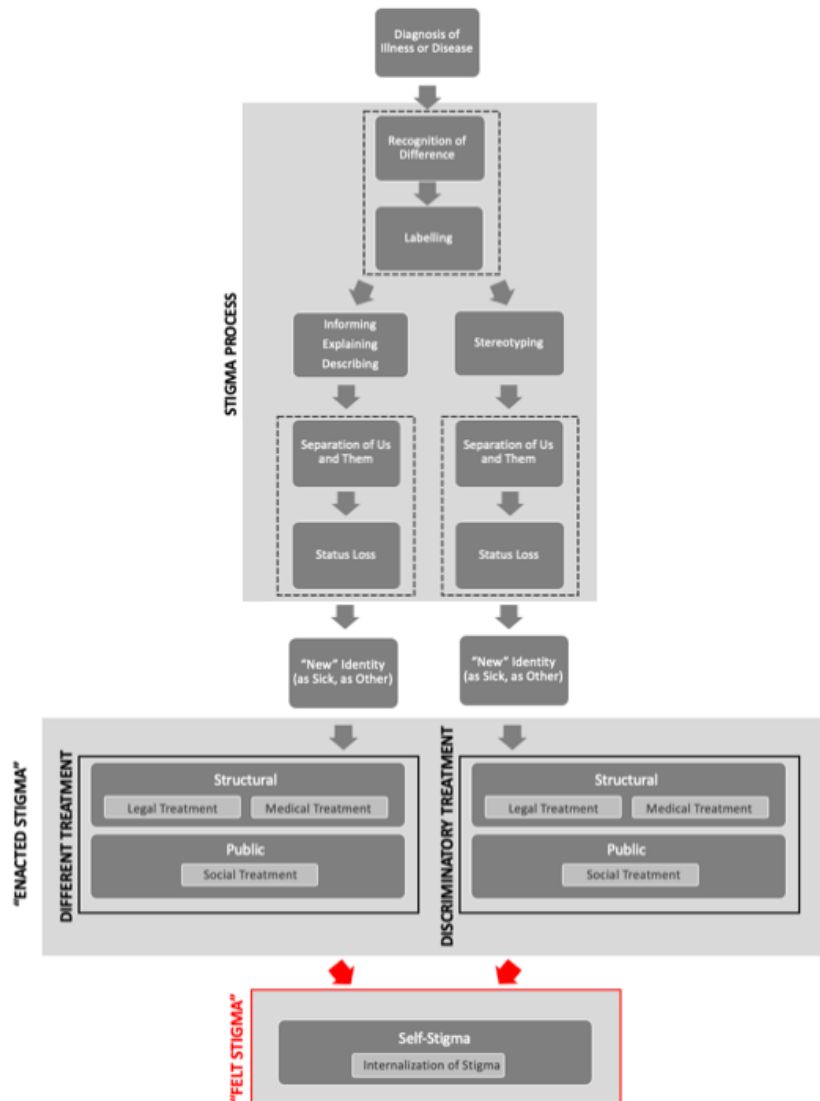 Diagnosis of
Illness or Disease
STIGMA PROCESS
Recognition of
Difference
Labelling
Informing
Explaining
Describing
Stereotyping
Separation of Us
and Them
Separation of Us
and Them
Status Loss
Status Loss
"New" Identity
(as Sick, as Other)
"New" Identity
(as Sick, as Other)
"ENACTED STIGMA"
DIFFERENT TREATMENT
Structural
Legal Treatment
Medical Treatment
Public
Social Treatment
DISCRIMINATORY TREATMENT
Structural
Legal Treatment
Medical Treatment
Public
Social Treatment
"FELT STIGMA"
Self-Stigma
Internalization of Stigma